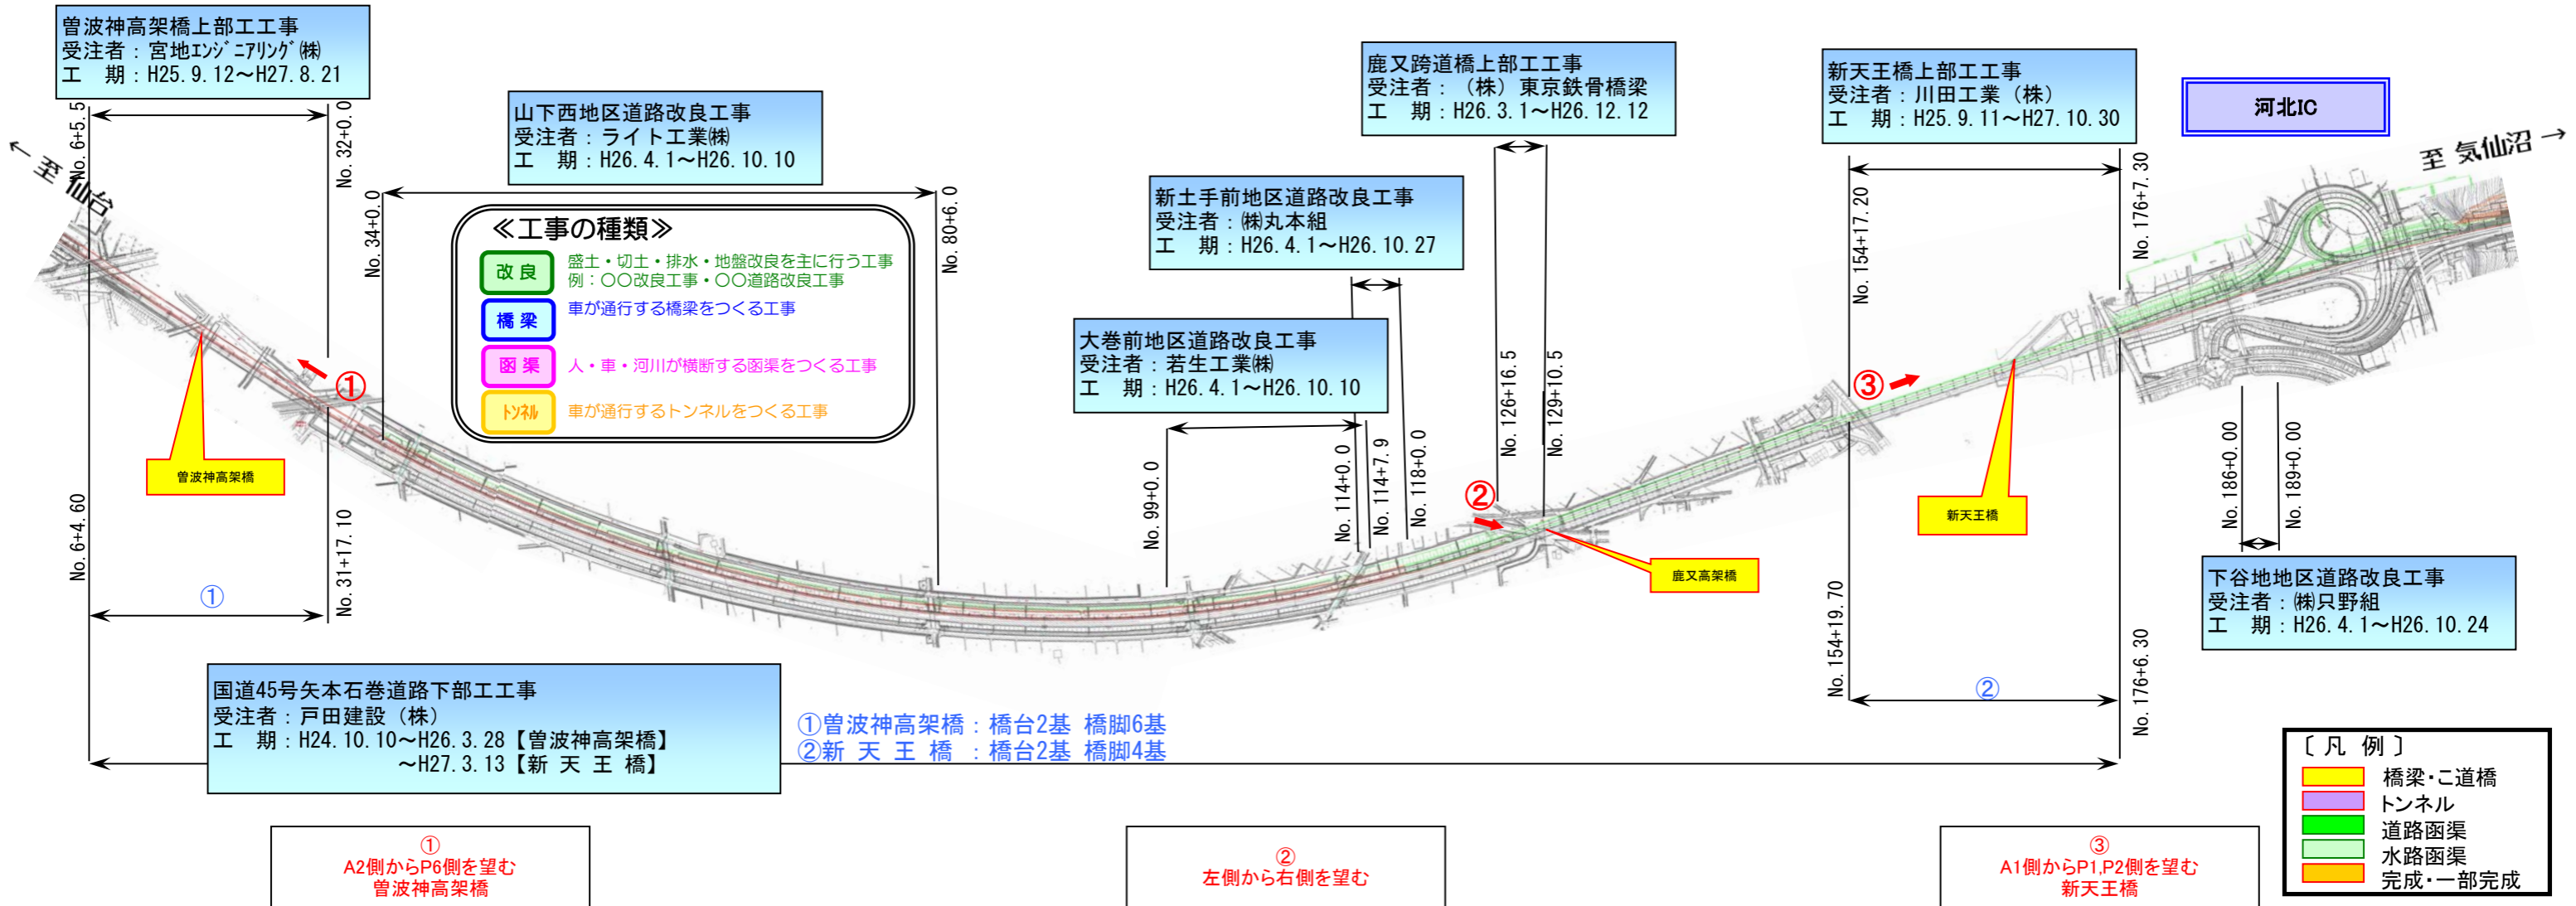 曽波神高架橋上部工工事
受注者：宮地エンジニアリング㈱
工　期：H25.9.12～H27.8.21
No. 6+5.5
No. 32+0.0
← 至 仙台
山下西地区道路改良工事
受注者：ライト工業㈱
工　期：H26.4.1～H26.10.10
No. 34+0.0
No. 80+6.0
≪工事の種類≫
改 良
盛土・切土・排水・地盤改良を主に行う工事
例：〇〇改良工事・〇〇道路改良工事
橋 梁
車が通行する橋梁をつくる工事
函 渠
人・車・河川が横断する函渠をつくる工事
トンネル
車が通行するトンネルをつくる工事
鹿又跨道橋上部工工事
受注者：（株）東京鉄骨橋梁
工　期：H26.3.1～H26.12.12
No. 126+16.5
No. 129+10.5
新土手前地区道路改良工事
受注者：㈱丸本組
工　期：H26.4.1～H26.10.27
大巻前地区道路改良工事
受注者：若生工業㈱
工　期：H26.4.1～H26.10.10
No. 99+0.0
No. 114+0.0
No. 114+7.9
No. 118+0.0
新天王橋上部工工事
受注者：川田工業（株）
工　期：H25.9.11～H27.10.30
No. 154+17.20
No. 176+7.30
河北IC
至 気仙沼 →
①
②
③
曽波神高架橋
鹿又高架橋
新天王橋
No. 186+0.00
No. 189+0.00
下谷地地区道路改良工事
受注者：㈱只野組
工　期：H26.4.1～H26.10.24
No. 6+4.60
No. 31+17.10
①
No. 154+19.70
No. 176+6.30
②
国道45号矢本石巻道路下部工工事
受注者：戸田建設（株）
工　期：H24.10.10～H26.3.28【曽波神高架橋】
～H27.3.13【新 天 王 橋】
①曽波神高架橋：橋台2基 橋脚6基
②新 天 王 橋 ：橋台2基 橋脚4基
①
A2側からP6側を望む
曽波神高架橋
②
左側から右側を望む
③
A1側からP1,P2側を望む
新天王橋
〔 凡 例 〕
橋梁・こ道橋
トンネル
道路函渠
水路函渠
完成・一部完成